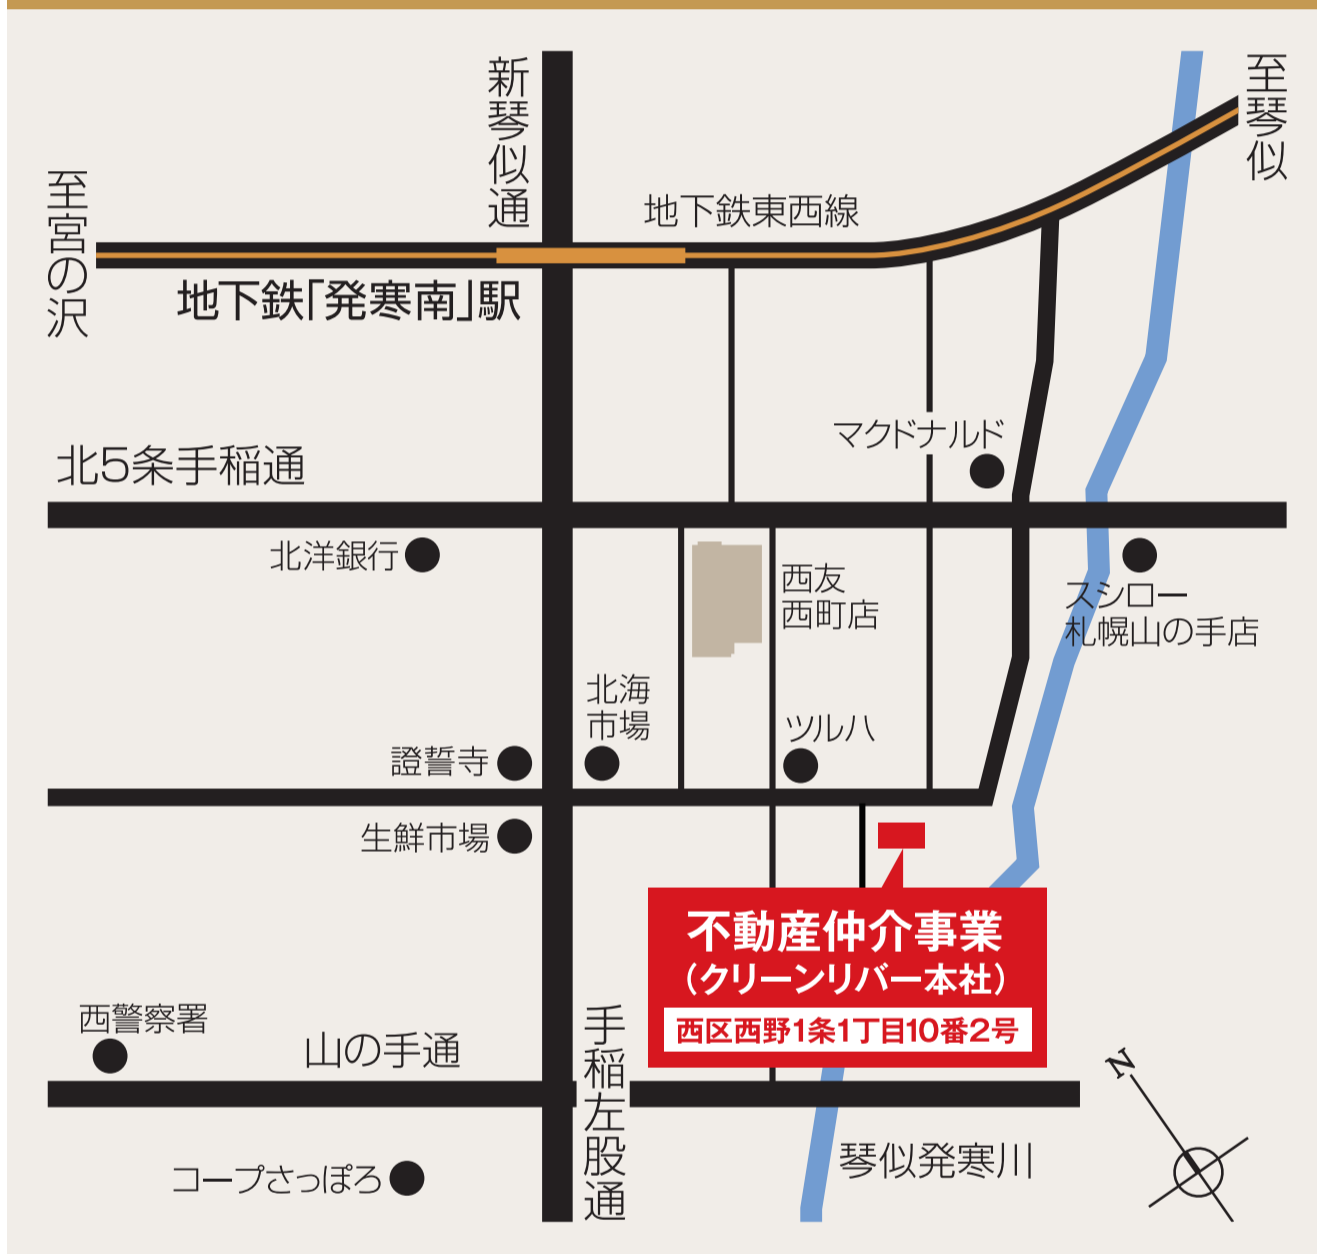 新琴似通
至琴似
至宮の沢
地下鉄東西線
地下鉄「発寒南」駅
マクドナルド
北5条手稲通
北洋銀行
西友
西町店
スシロー
札幌山の手店
北海
市場
ツルハ
證誓寺
生鮮市場
不動産仲介事業
（クリーンリバー本社）
西区西野1条1丁目10番2号
西警察署
山の手通
手稲左股通
N
琴似発寒川
コープさっぽろ